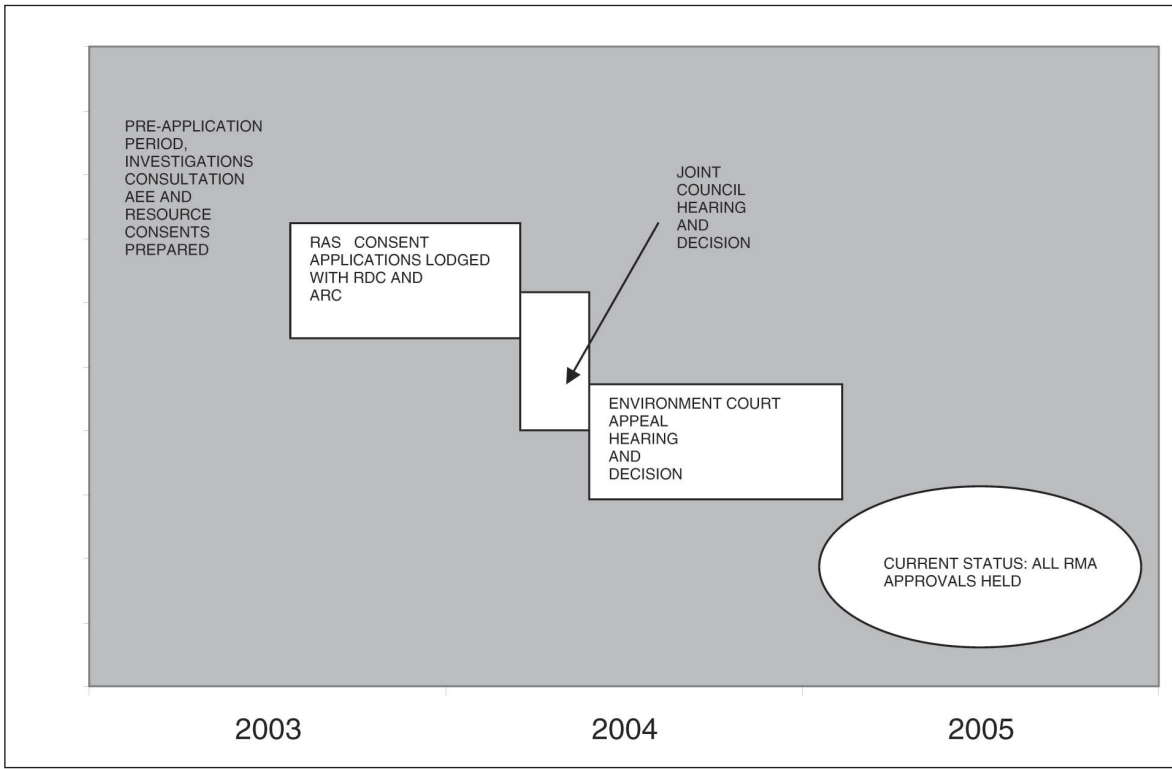 PRE-APPLICATION
PERIOD,
INVESTIGATIONS
CONSULTATION
AEE AND
RESOURCE
CONSENTS
PREPARED
JOINT
COUNCIL
HEARING
AND
DECISION
RAS CONSENT
APPLICATIONS LODGED
WITH RDC AND
ARC
ENVIRONMENT COURT
APPEAL
HEARING
AND
DECISION
CURRENT STATUS: ALL RMA
APPROVALS HELD
2003
2004
2005